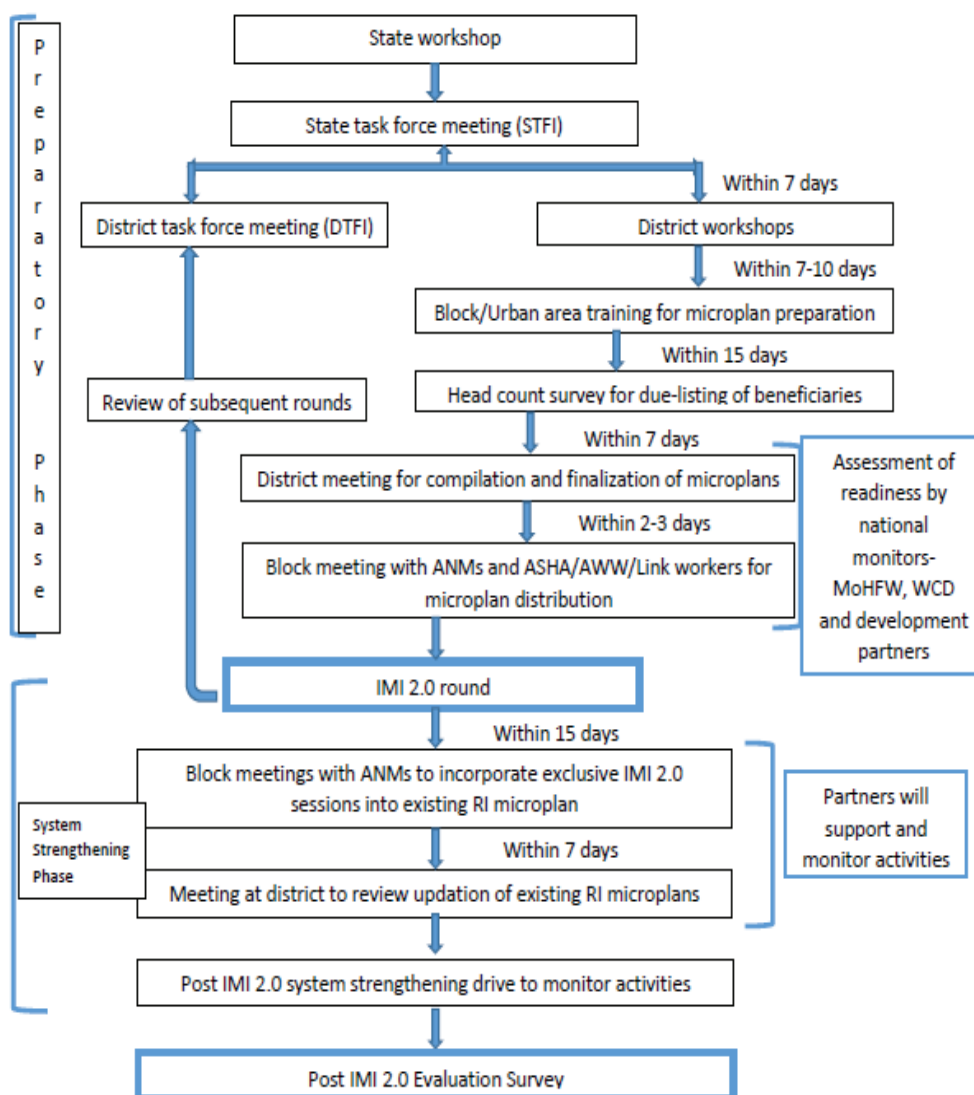 Preparatory Phase
State workshop
State task force meeting (STFI)
Within 7 days
District task force meeting (DTFI)
District workshops
Within 7-10 days
Block/Urban area training for microplan preparation
Within 15 days
Review of subsequent rounds
Head count survey for due-listing of beneficiaries
Within 7 days
District meeting for compilation and finalization of microplans
Within 2-3 days
Block meeting with ANMs and ASHA/AWW/Link workers for
microplan distribution
Assessment of
readiness by
national
monitors-
MoHFW, WCD
and development
partners
IMI 2.0 round
Within 15 days
System
Strengthening
Phase
Block meetings with ANMs to incorporate exclusive IMI 2.0
sessions into existing RI microplan
Within 7 days
Meeting at district to review updation of existing RI microplans
Partners will
support and
monitor activities
Post IMI 2.0 system strengthening drive to monitor activities
Post IMI 2.0 Evaluation Survey